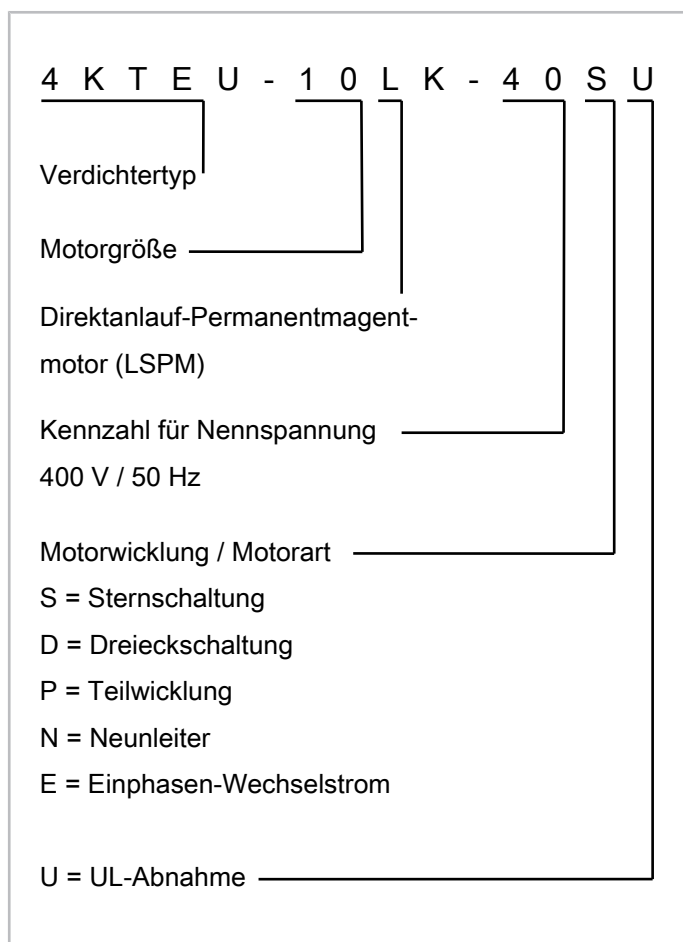 4 K T E U - 1 0 L K - 4 0 S U
Verdichtertyp
Motorgröße
Direktanlauf-Permanentmagent-
motor (LSPM)
Kennzahl für Nennspannung
400 V / 50 Hz
Motorwicklung / Motorart
S = Sternschaltung
D = Dreieckschaltung
P = Teilwicklung
N = Neunleiter
E = Einphasen-Wechselstrom
U = UL-Abnahme